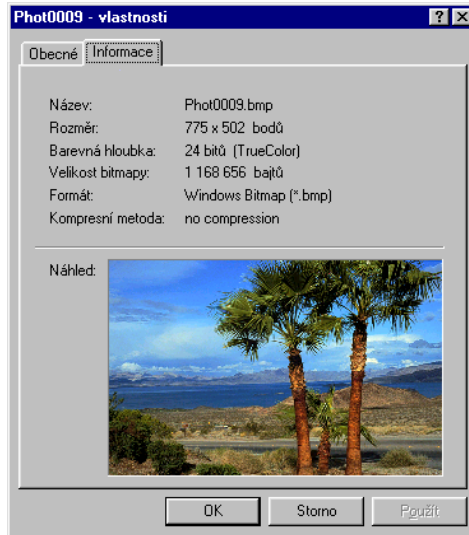 Phot0009 - vlastnosti
Obecné Informace
Název: Phot0009.bmp
Rozměr: 775 x 502 bodů
Barevná hloubka: 24 bitů (TrueColor)
Velikost bitmapy: 1 168 656 bajtů
Formát: Windows Bitmap (*.bmp)
Kompresní metoda: no compression
Náhled:
OK Storno Použít